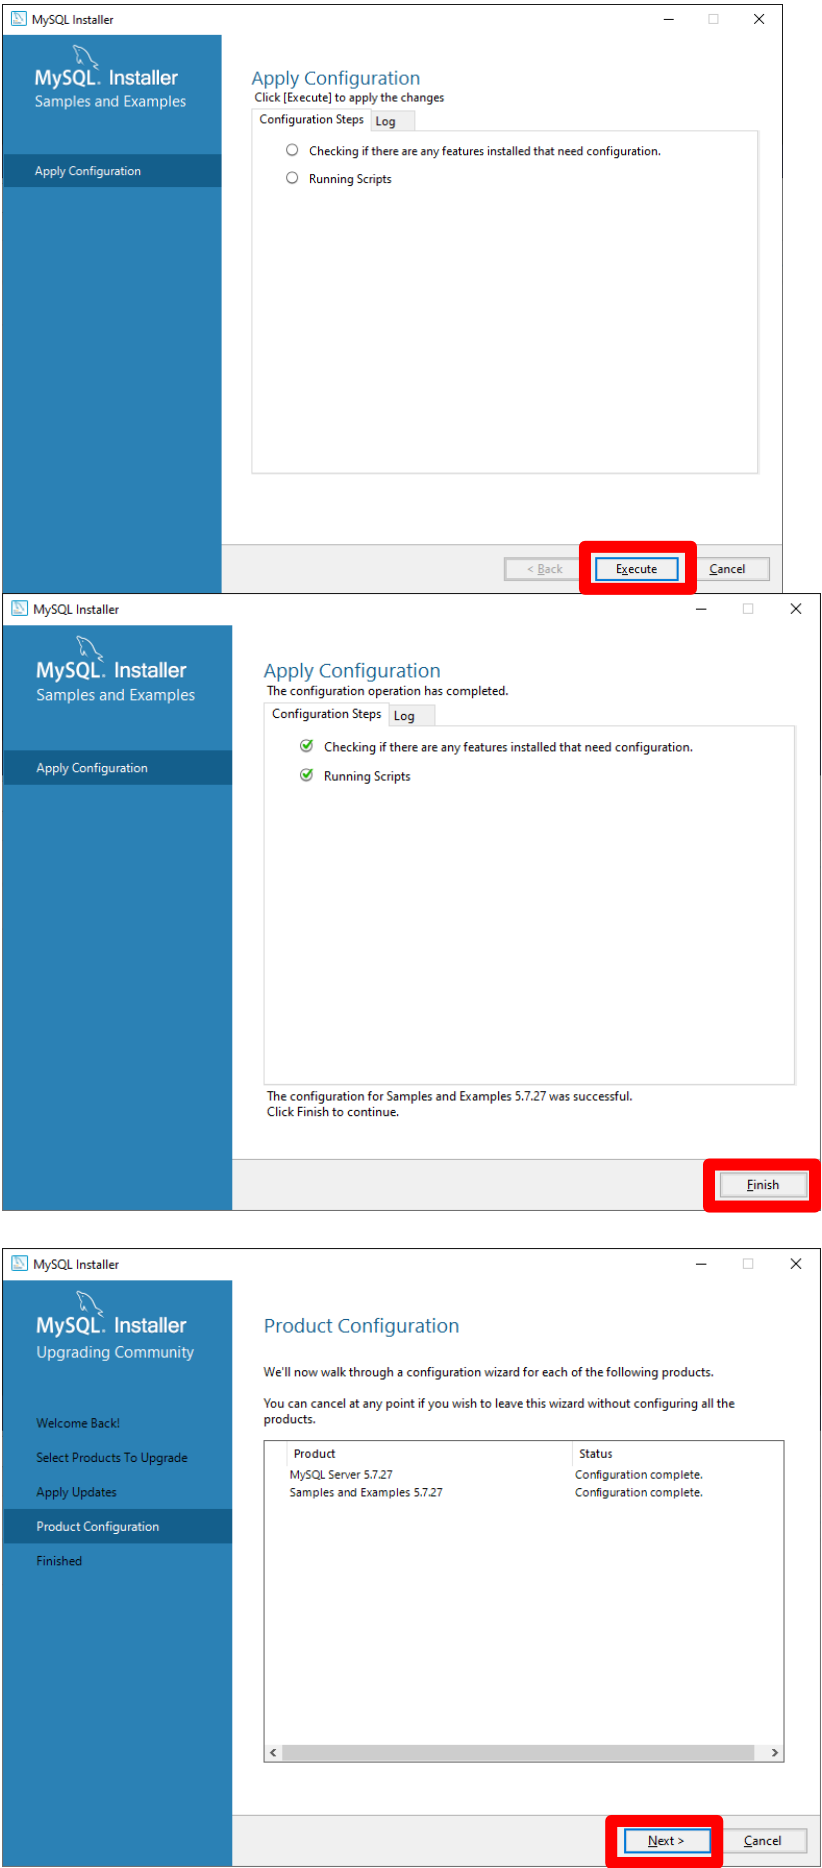 MySQL Installer
MySQL. Installer
Samples and Examples
Apply Configuration
Apply Configuration
Click [Execute] to apply the changes
Configuration Steps Log
Checking if there are any features installed that need configuration.
Running Scripts
< Back Execute Cancel
MySQL Installer
MySQL. Installer
Samples and Examples
Apply Configuration
Apply Configuration
The configuration operation has completed.
Configuration Steps Log
Checking if there are any features installed that need configuration.
Running Scripts
The configuration for Samples and Examples 5.7.27 was successful.
Click Finish to continue.
Finish
MySQL Installer
MySQL. Installer
Upgrading Community
Welcome Back!
Select Products To Upgrade
Apply Updates
Product Configuration
Finished
Product Configuration
We'll now walk through a configuration wizard for each of the following products.
You can cancel at any point if you wish to leave this wizard without configuring all the
products.
Product Status
MySQL Server 5.7.27 Configuration complete.
Samples and Examples 5.7.27 Configuration complete.
Next > Cancel